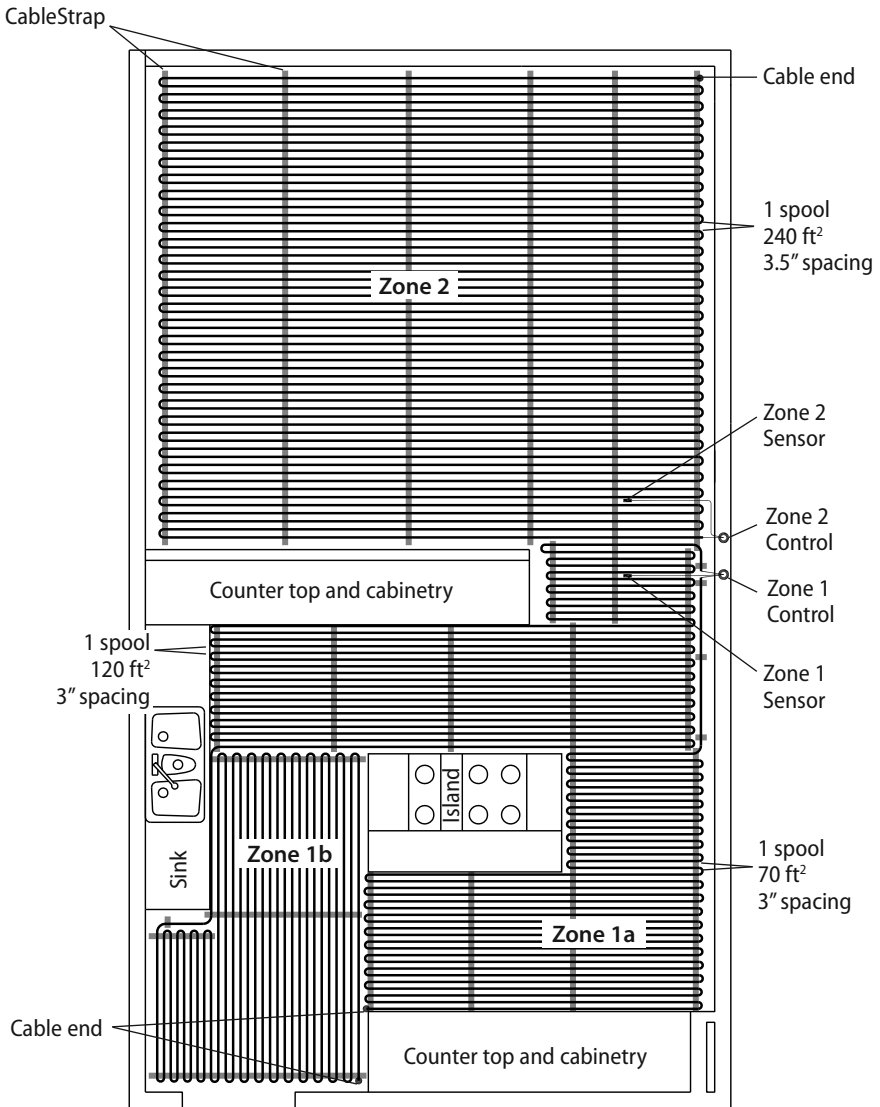 CableStrap
Cable end
1 spool
240 ft²
3.5” spacing
Zone 2
Zone 2
Sensor
Zone 2
Control
Counter top and cabinetry
Zone 1
Control
1 spool
120 ft²
3” spacing
Zone 1
Sensor
Island
Zone 1b
Sink
1 spool
70 ft²
3” spacing
Zone 1a
Cable end
Counter top and cabinetry